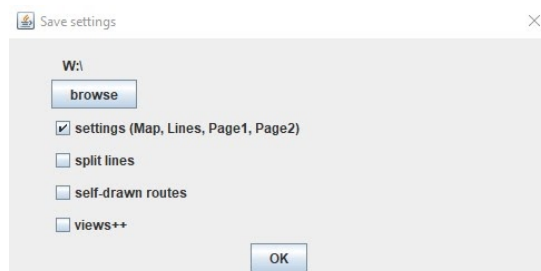 Save settings
W:\
browse
settings (Map, Lines, Page1, Page2)
split lines
self-drawn routes
views++
OK